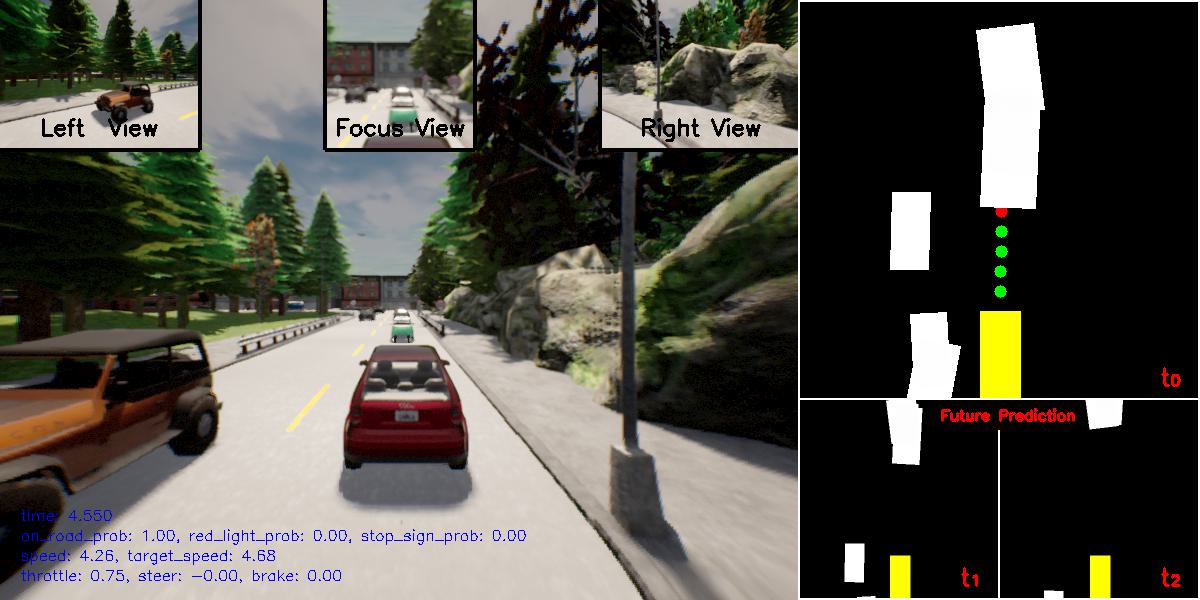 Left View
Focus View
Right View
time: 4.550
on_road_prob: 1.00, red_light_prob: 0.00, stop_sign_prob: 0.00
speed: 4.26, target_speed: 4.68
throttle: 0.75, steer: -0.00, brake: 0.00
t0
Future Prediction
t1
t2